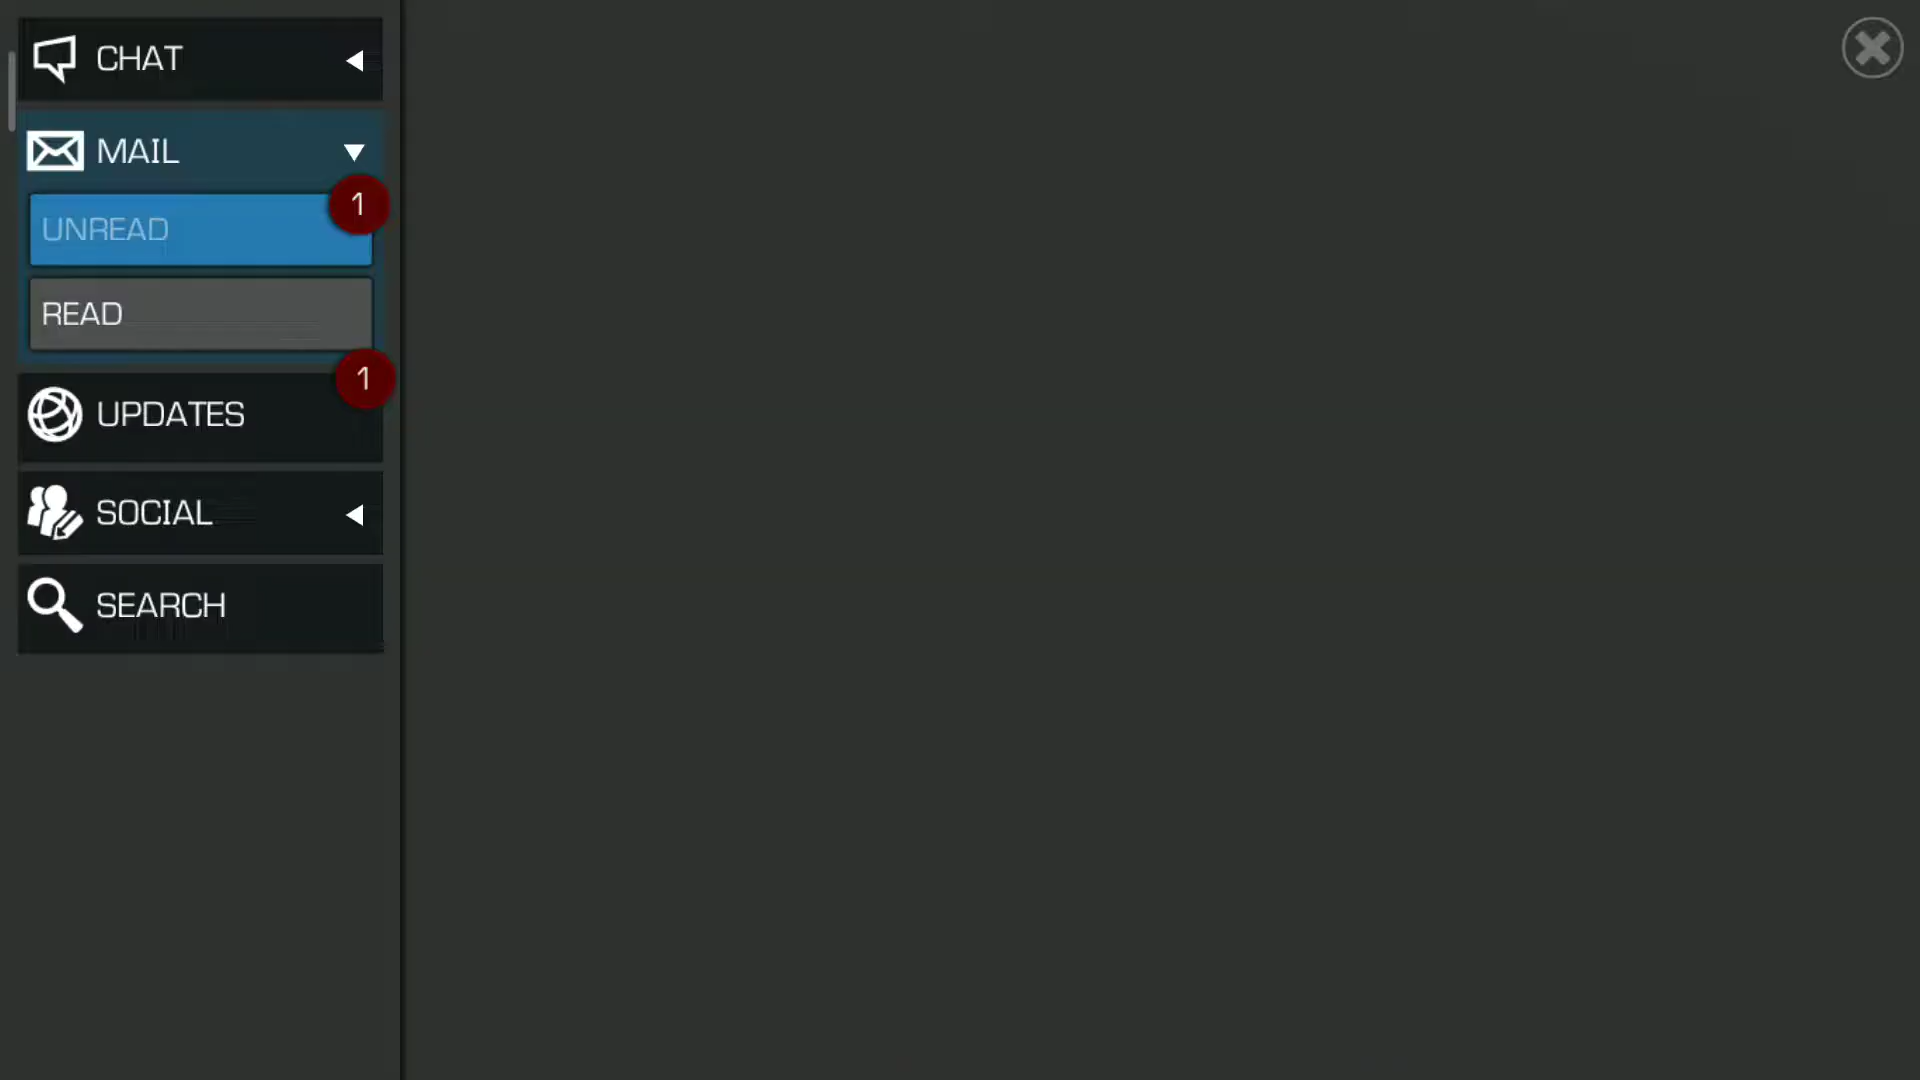 CHAT
MAIL
1
UNREAD
READ
1
UPDATES
SOCIAL
SEARCH